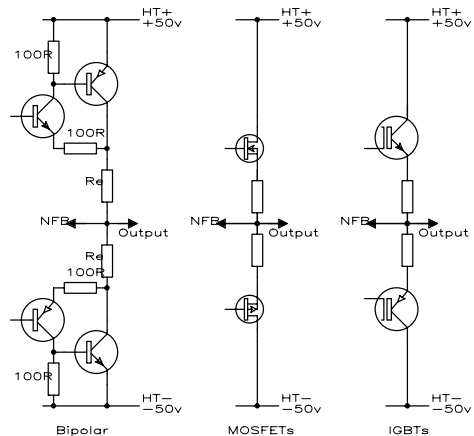 HT+
+50v
HT+
+50v
HT+
+50v
100R
100R
Re
NFB
Output
NFB
Output
NFB
Output
Re
100R
100R
HT−
−50v
HT−
−50v
HT−
−50v
Bipolar
MOSFETs
IGBTs